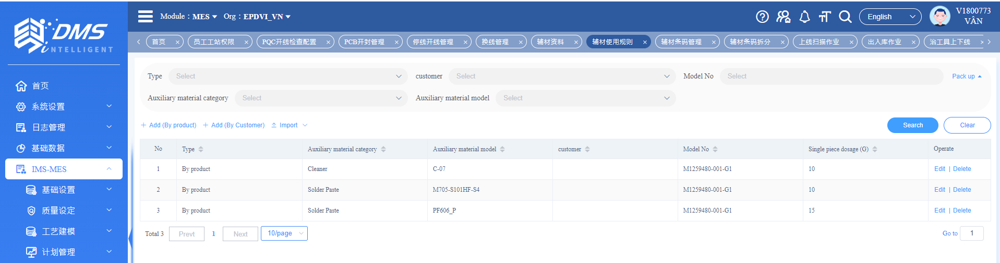 DMS
iNTELLIGENT
Module：MES Org：EPDVI_VN
English
V1800773
VÂN
首页 × 员工工站权限 × PQC开线检查配置 × PCB开封管理 × 停线开线管理 × 换线管理 × 辅材资料 × 辅材使用规则 × 辅材条码管理 × 辅材条码拆分 × 上线扫描作业 × 出入库作业 × 治工具上下线 ×
首页
系统设置
日志管理
基础数据
IMS-MES
基础设置
质量设定
工艺建模
计划管理
Type Select customer Select Model No Select Pack up
Auxiliary material category Select Auxiliary material model Select
+ Add (By product) + Add (By Customer) Import Search Clear
No Type Auxiliary material category Auxiliary material model customer Model No Single piece dosage (G) Operate
1 By product Cleaner C-07 M1259480-001-G1 10 Edit | Delete
2 By product Solder Paste M705-S101HF-S4 M1259480-001-G1 10 Edit | Delete
3 By product Solder Paste PF606_P M1259480-001-G1 15 Edit | Delete
Total 3 Prevt 1 Next 10/page Go to 1